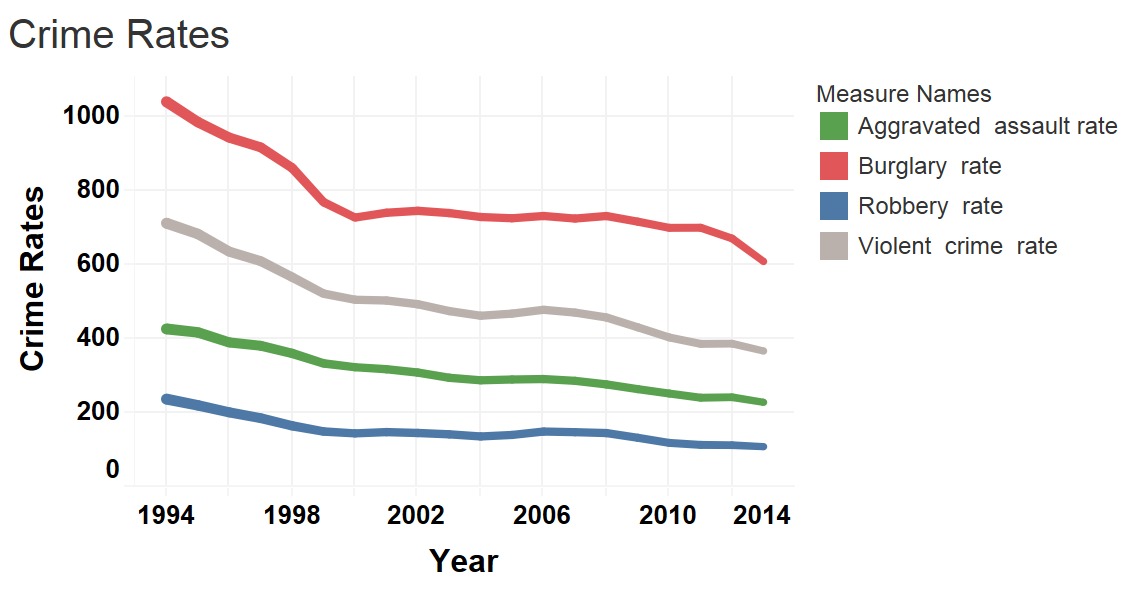 Crime Rates
Measure Names
Aggravated assault rate
Burglary rate
Robbery rate
Violent crime rate
Crime Rates
1000
800
600
400
200
0
1994 1998 2002 2006 2010 2014
Year